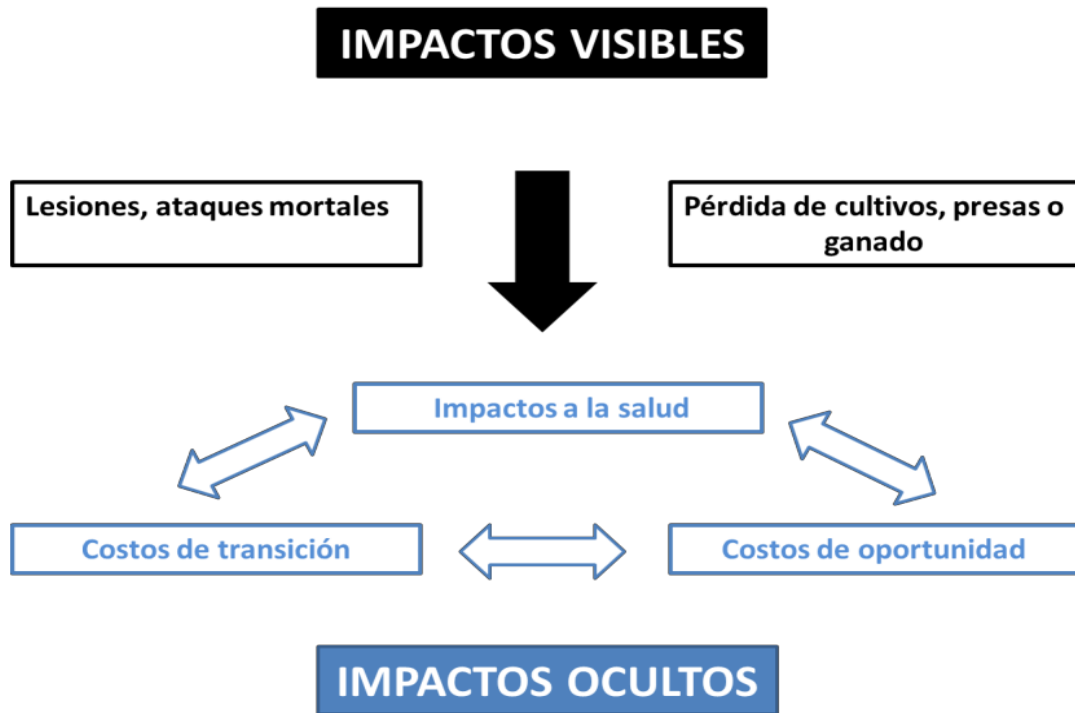 IMPACTOS VISIBLES
Lesiones, ataques mortales
Pérdida de cultivos, presas o
ganado
Impactos a la salud
Costos de transición
Costos de oportunidad
IMPACTOS OCULTOS